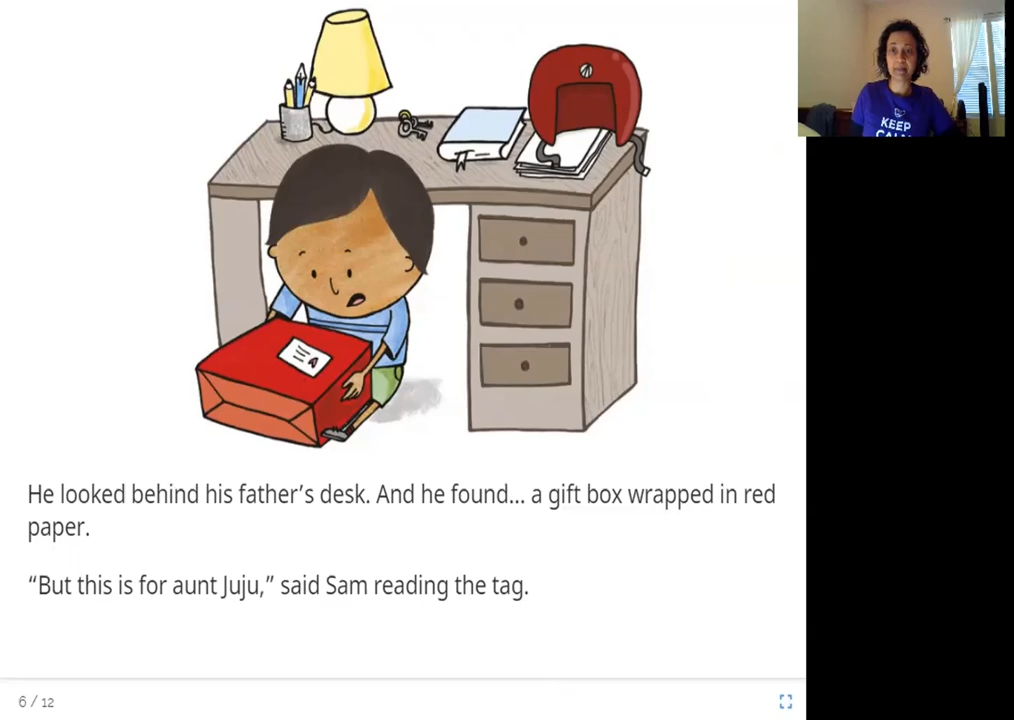 KEEP
CALM
He looked behind his father’s desk. And he found... a gift box wrapped in red
paper.
“But this is for aunt Juju,” said Sam reading the tag.
6 / 12